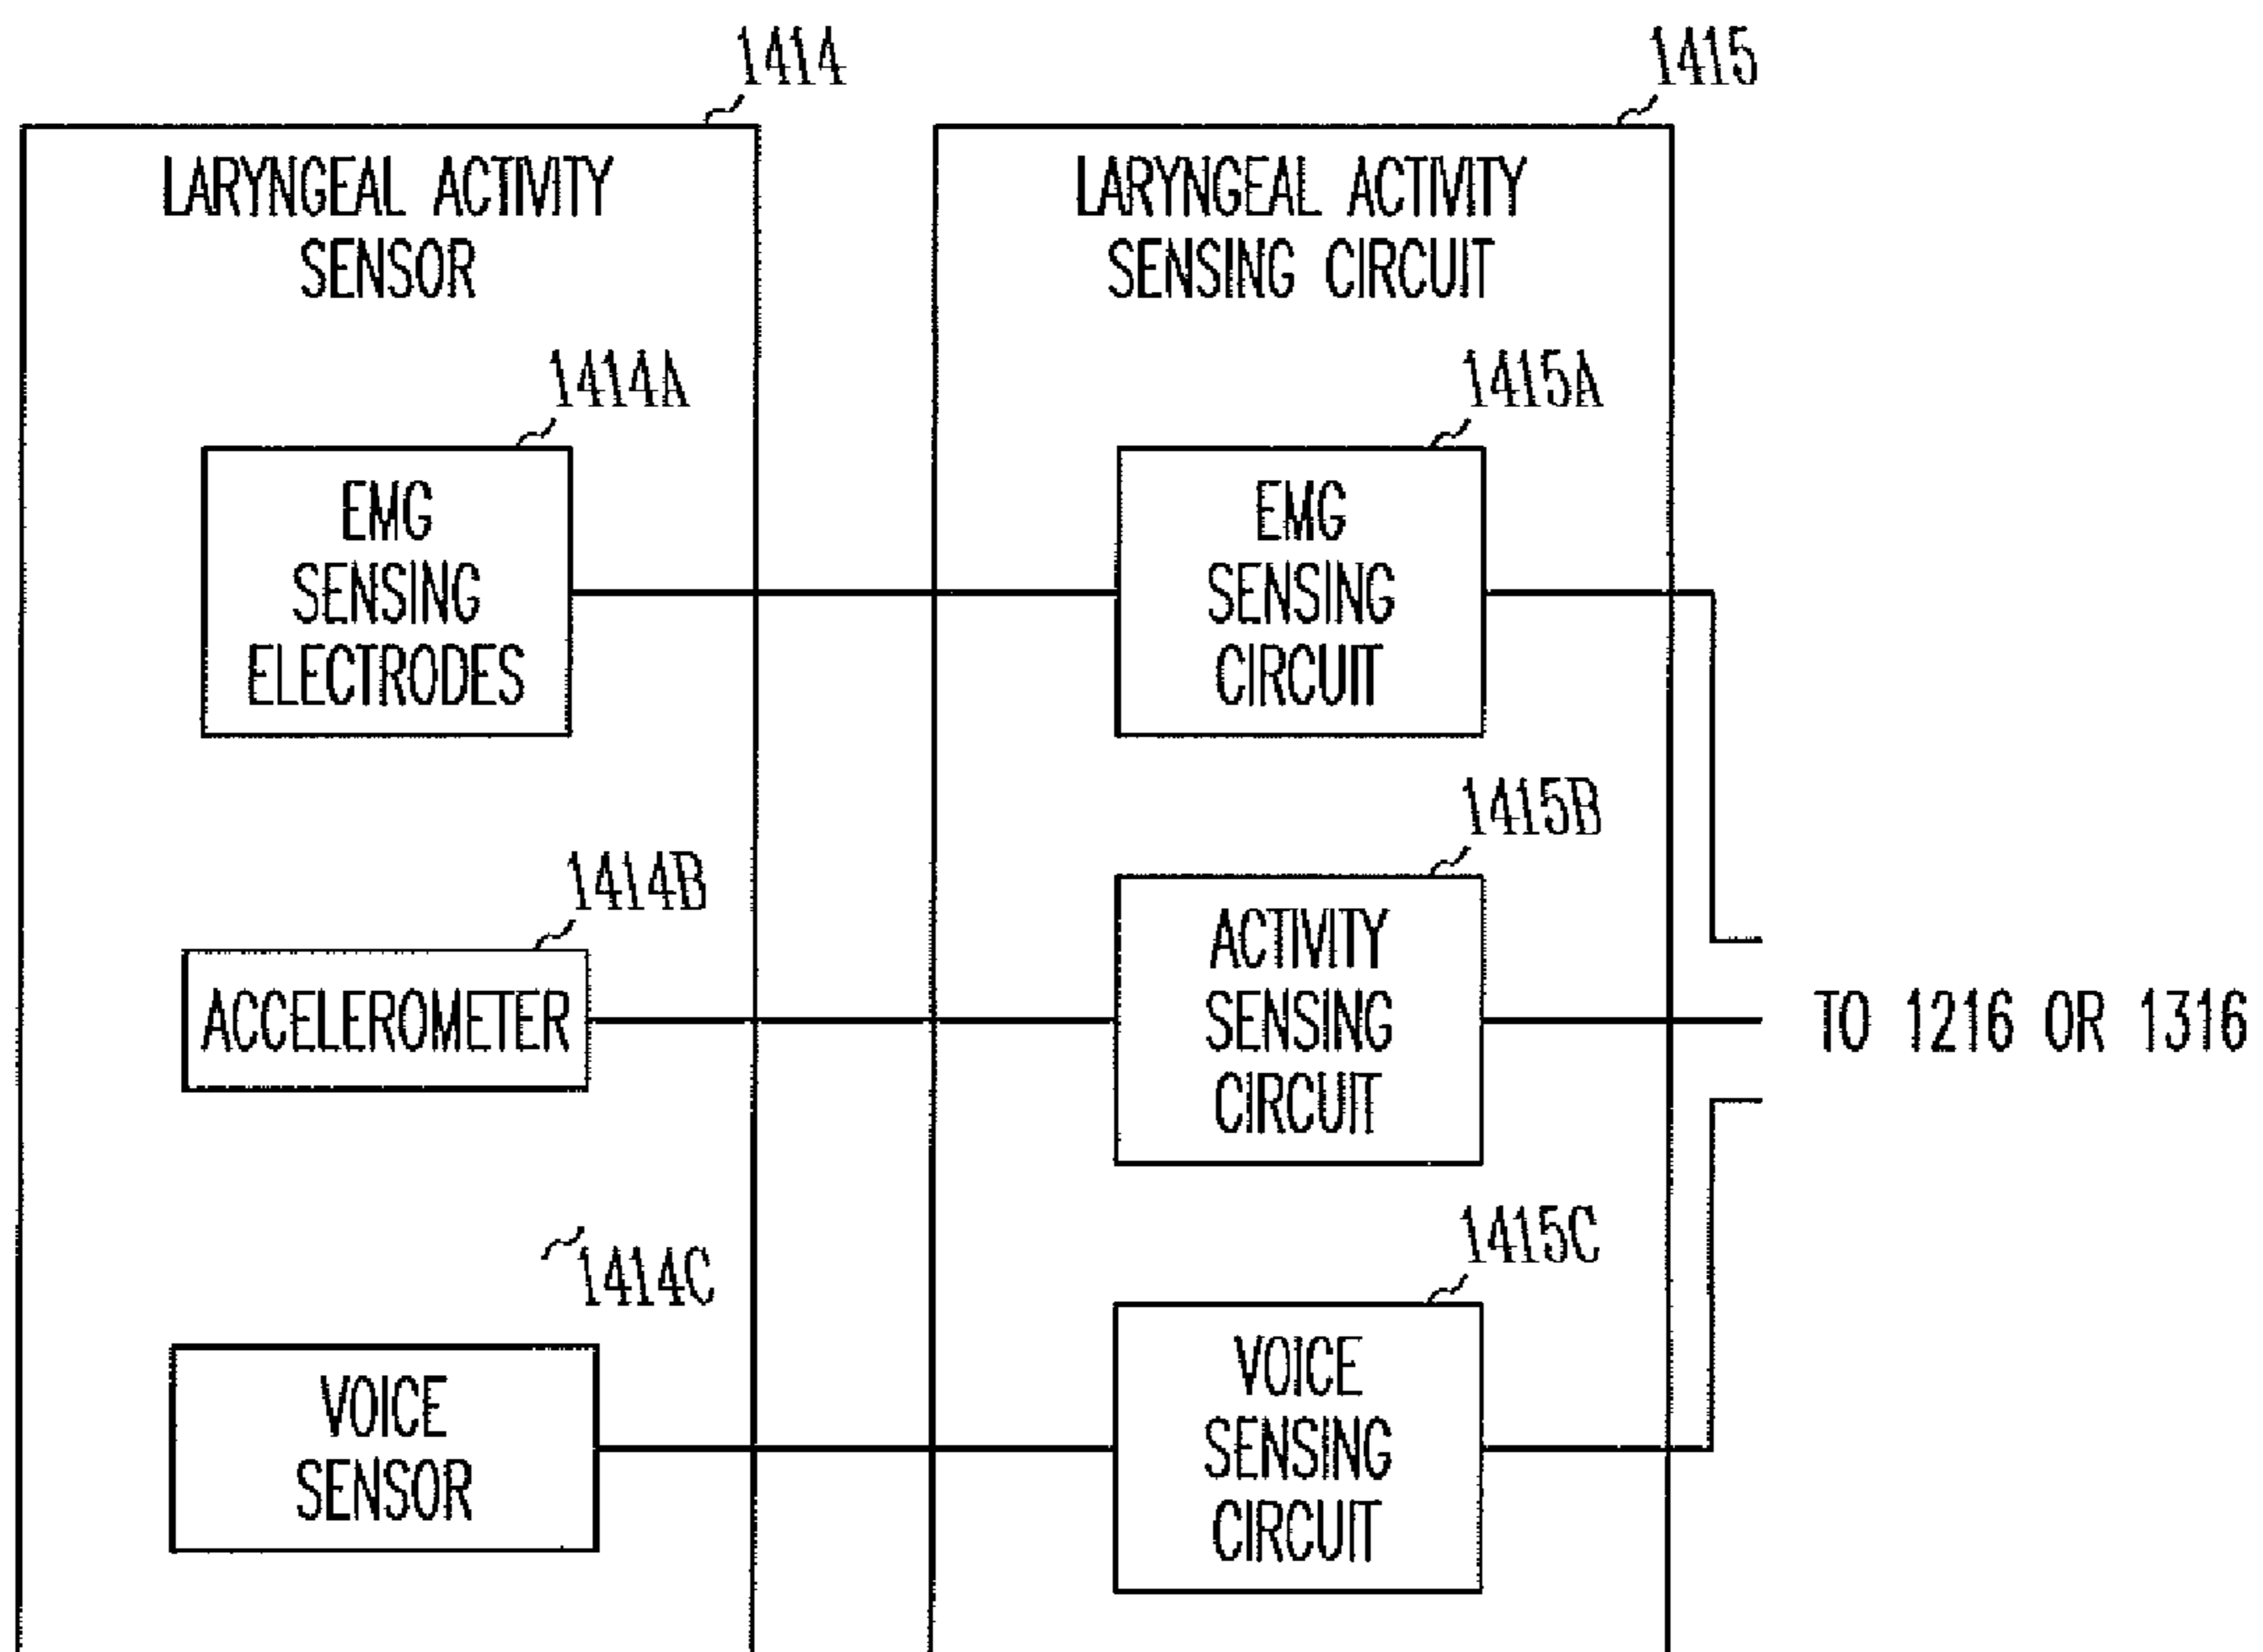 1414
1415
LARYNGEAL ACTIVITY
SENSOR
LARYNGEAL ACTIVITY
SENSING CIRCUIT
1414A
1415A
EMG
SENSING
ELECTRODES
EMG
SENSING
CIRCUIT
1414B
1415B
ACCELEROMETER
ACTIVITY
SENSING
CIRCUIT
TO 1216 OR 1316
1414C
1415C
VOICE
SENSOR
VOICE
SENSING
CIRCUIT